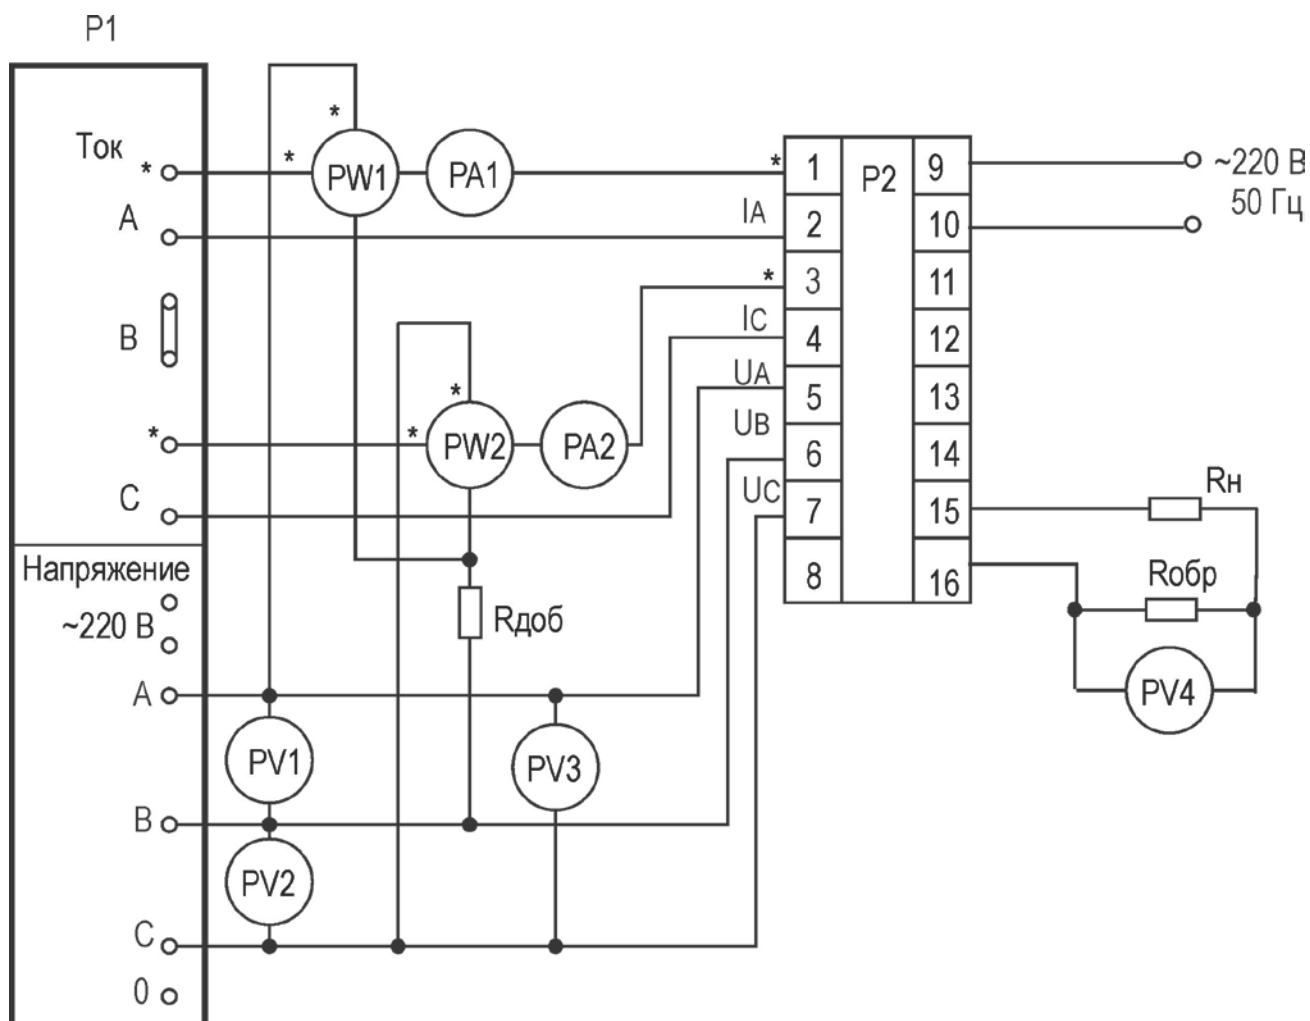 P1
Ток
*
A
B
*
C
Напряжение
~220 В
A
B
C
0
*
*
PW1
PA1
*
*
PW2
PA2
Rдоб
PV1
PV2
PV3
*
IA
*
IC
UA
UB
UC
1
2
3
4
5
6
7
8
P2
9
10
11
12
13
14
15
16
~220 В
50 Гц
Rн
Rобр
PV4